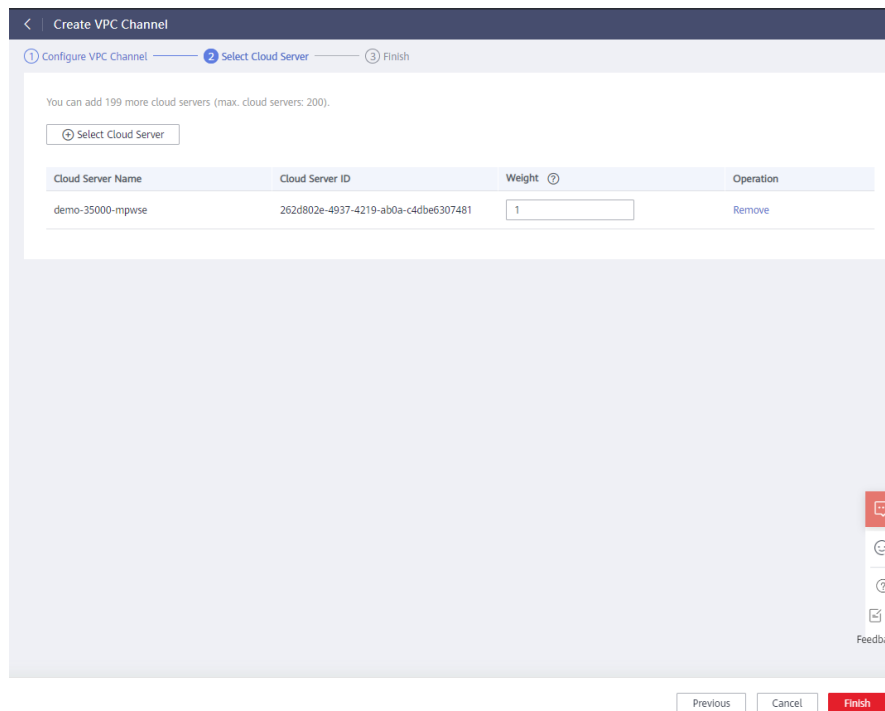 Create VPC Channel
1 Configure VPC Channel 2 Select Cloud Server 3 Finish
You can add 199 more cloud servers (max. cloud servers: 200).
Select Cloud Server
Cloud Server Name Cloud Server ID Weight ? Operation
demo-35000-mpwse 262d802e-4937-4219-ab0a-c4dbe6307481 1 Remove
Previous Cancel Finish